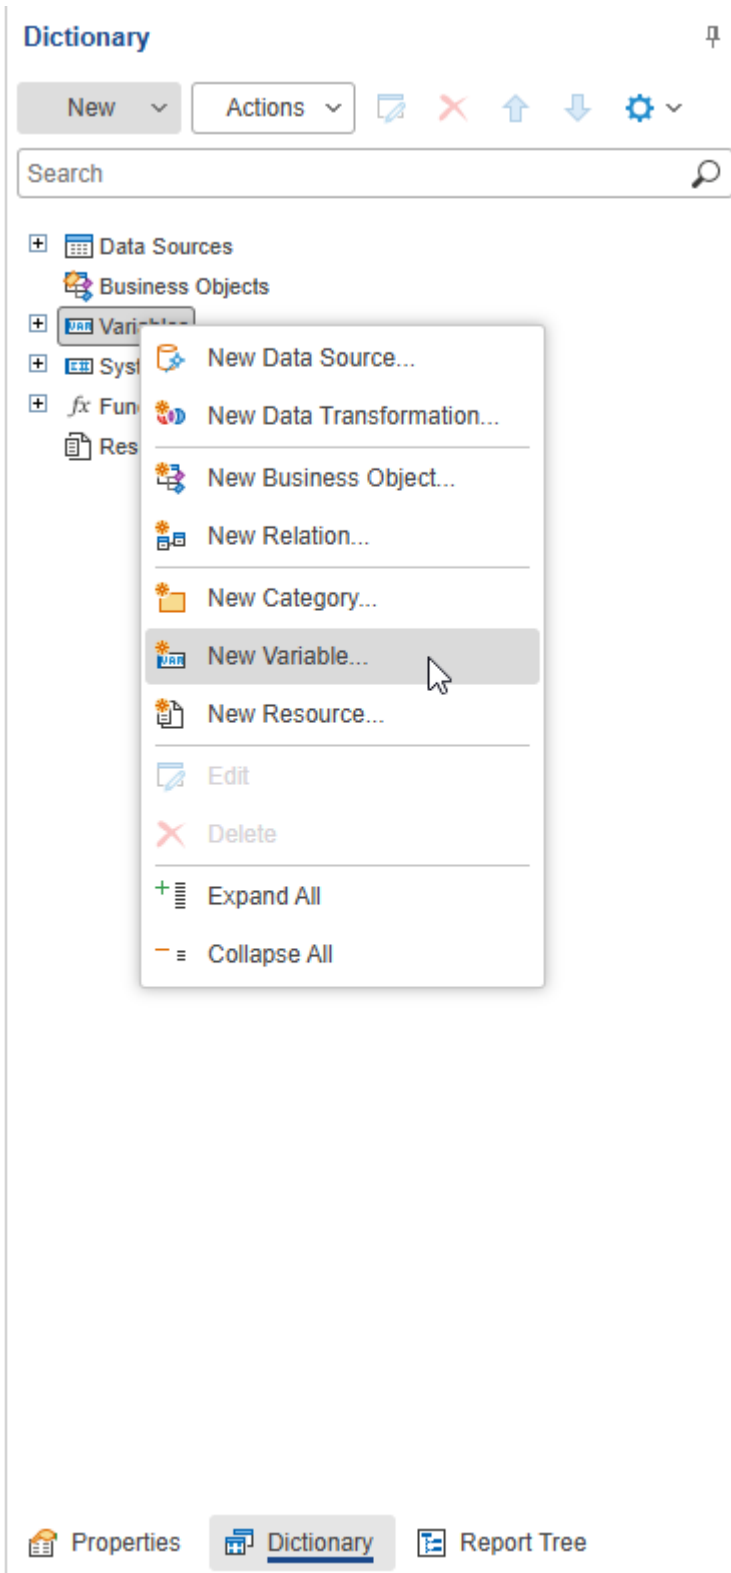 Dictionary
New
Actions
Search
Data Sources
Business Objects
New Data Source...
New Data Transformation...
New Business Object...
New Relation...
New Category...
New Variable...
New Resource...
Edit
Delete
Expand All
Collapse All
Properties
Dictionary
Report Tree